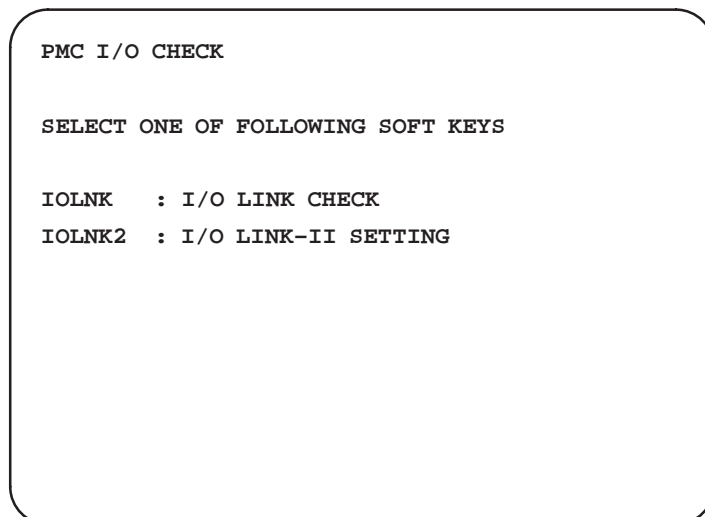 PMC I/O CHECK
SELECT ONE OF FOLLOWING SOFT KEYS
IOLNK : I/O LINK CHECK
IOLNK2 : I/O LINK–II SETTING